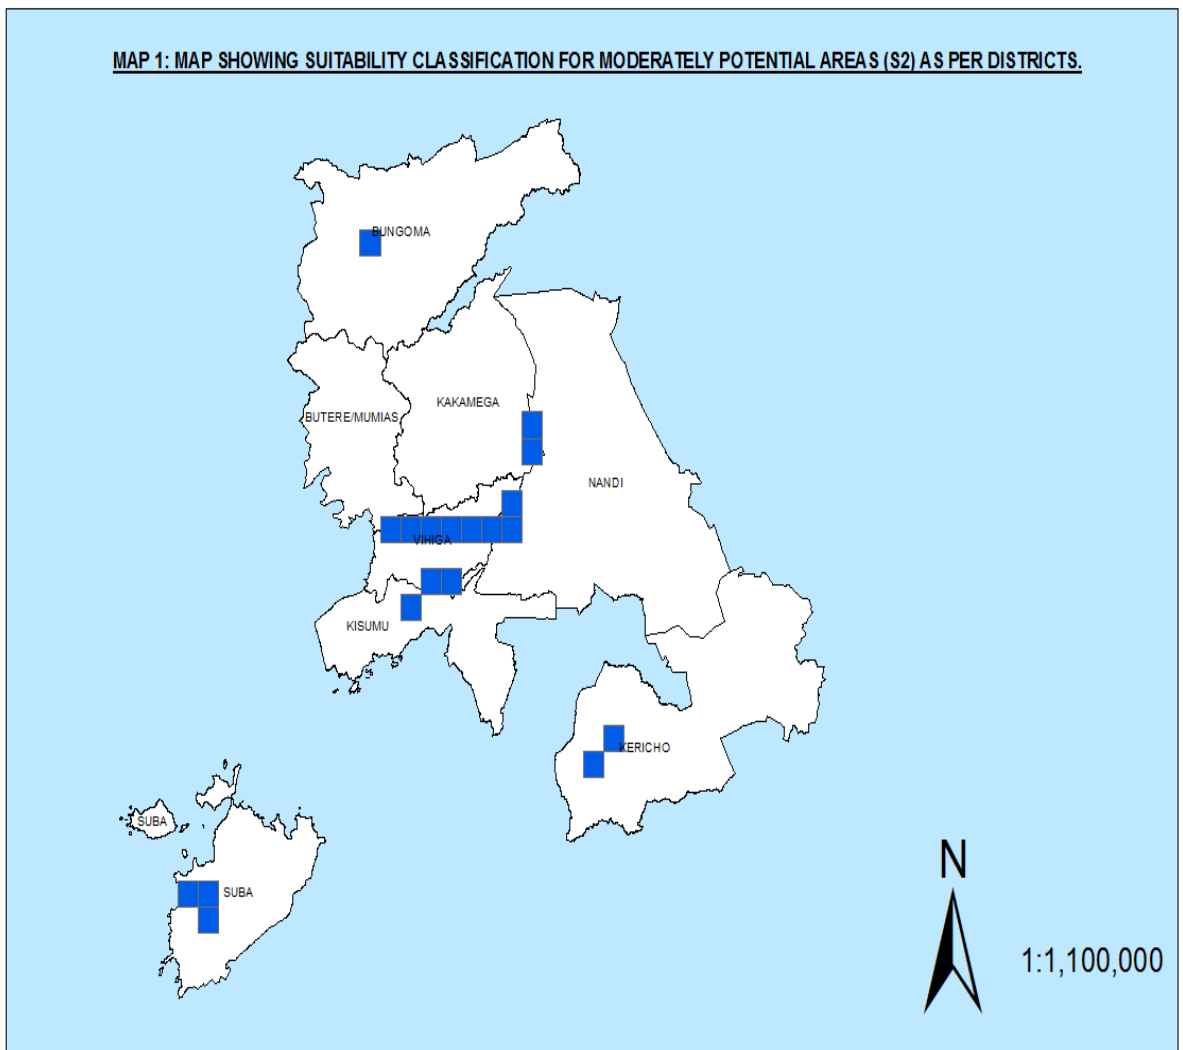 MAP 1: MAP SHOWING SUITABILITY CLASSIFICATION FOR MODERATELY POTENTIAL AREAS (S2) AS PER DISTRICTS.
BUNGOMA
KAKAMEGA
BUTERE/MUMIAS
NANDI
VIHIGA
KISUMU
KERICHO
SUBA
SUBA
N
1:1,100,000